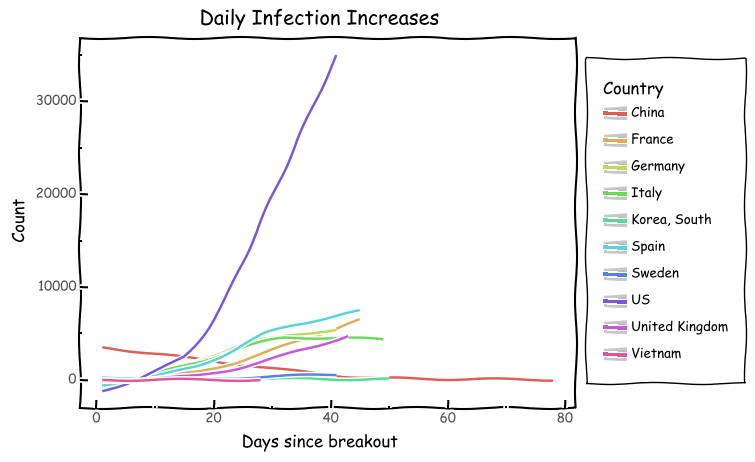 Daily Infection Increases
Count
30000
20000
10000
0
0 20 40 60 80
Days since breakout
Country
China
France
Germany
Italy
Korea, South
Spain
Sweden
US
United Kingdom
Vietnam